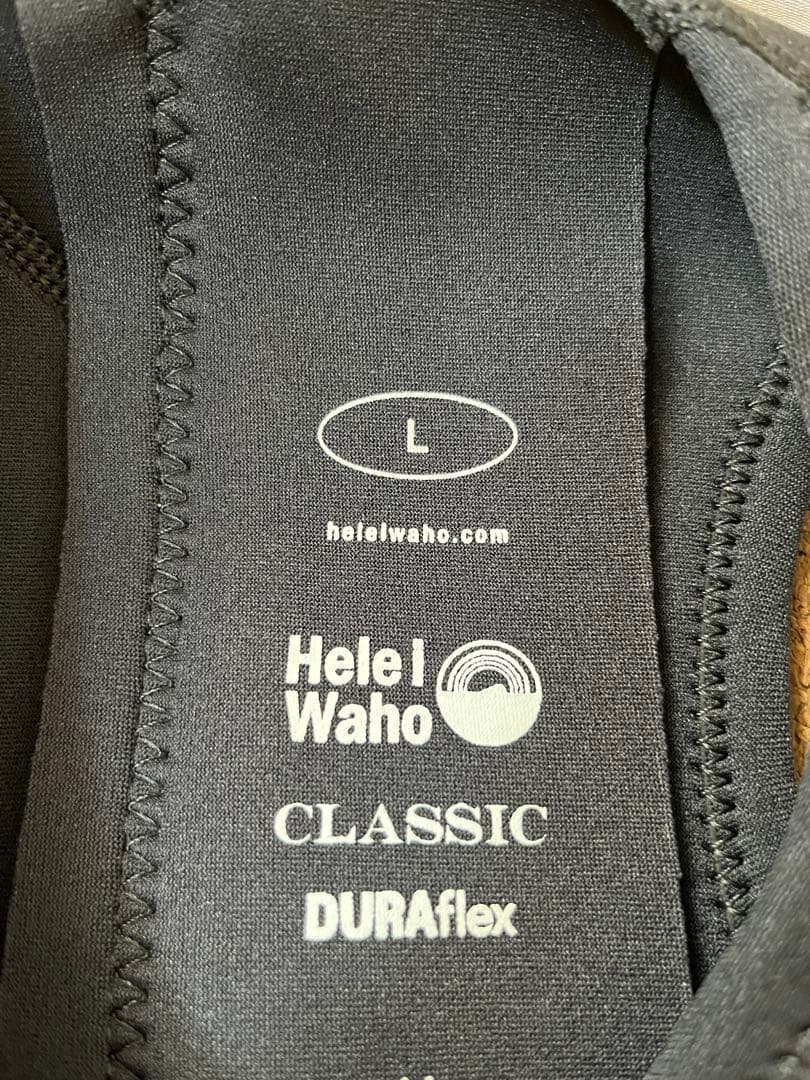 L
heleiwaho.com
Hele i
Waho
CLASSIC
DURAflex